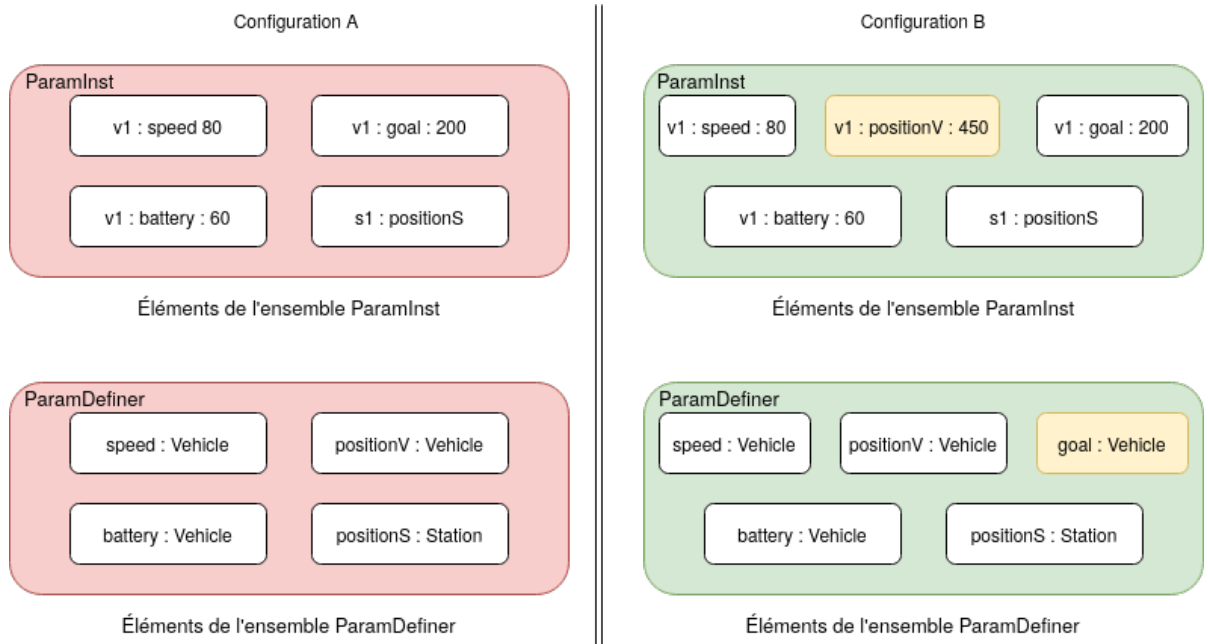 Configuration A
ParamInst
v1 : speed 80
v1 : goal : 200
v1 : battery : 60
s1 : positionS
Éléments de l'ensemble ParamInst
ParamDefiner
speed : Vehicle
positionV : Vehicle
battery : Vehicle
positionS : Station
Éléments de l'ensemble ParamDefiner
Configuration B
ParamInst
v1 : speed : 80
v1 : positionV : 450
v1 : goal : 200
v1 : battery : 60
s1 : positionS
Éléments de l'ensemble ParamInst
ParamDefiner
speed : Vehicle
positionV : Vehicle
goal : Vehicle
battery : Vehicle
positionS : Station
Éléments de l'ensemble ParamDefiner